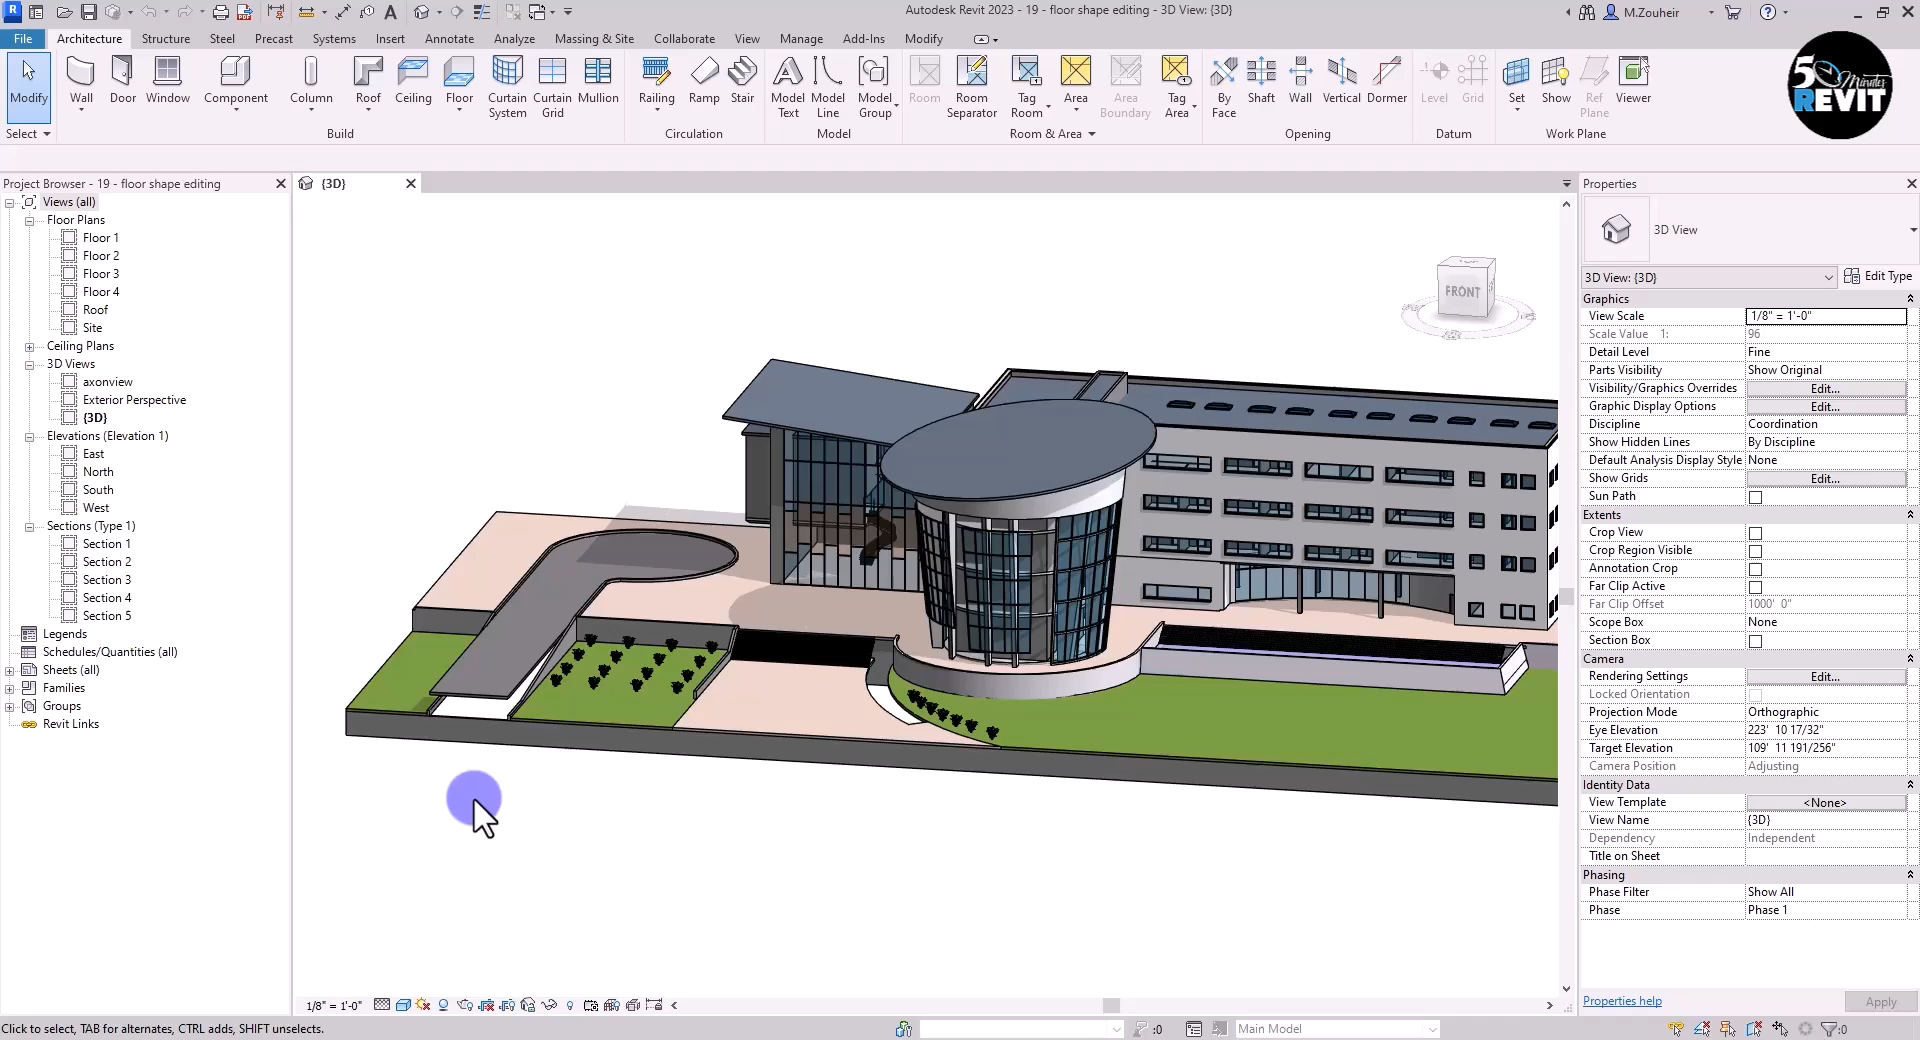 Autodesk Revit 2023 - 19 - floor shape editing - 3D View: {3D}
M.Zouheir
File Architecture Structure Steel Precast Systems Insert Annotate Analyze Massing & Site Collaborate View Manage Add-Ins Modify
Modify Wall Door Window Component Column Roof Ceiling Floor Curtain System Curtain Grid Mullion Railing Ramp Stair Model Text Model Line Model Group Room Room Separator Tag Room Area Area Boundary Tag Area By Face Shaft Wall Vertical Dormer Level Grid Set Show Ref Plane Viewer
Select Build Circulation Model Room & Area Opening Datum Work Plane
5 Minutes
REVIT
Project Browser - 19 - floor shape editing
{3D}
Properties
Views (all)
Floor Plans
Floor 1
Floor 2
Floor 3
Floor 4
Roof
Site
Ceiling Plans
3D Views
axonview
Exterior Perspective
{3D}
Elevations (Elevation 1)
East
North
South
West
Sections (Type 1)
Section 1
Section 2
Section 3
Section 4
Section 5
Legends
Schedules/Quantities (all)
Sheets (all)
Families
Groups
Revit Links
FRONT
3D View
3D View: {3D} Edit Type
Graphics
View Scale 1/8" = 1'-0"
Scale Value 1: 96
Detail Level Fine
Parts Visibility Show Original
Visibility/Graphics Overrides Edit...
Graphic Display Options Edit...
Discipline Coordination
Show Hidden Lines By Discipline
Default Analysis Display Style None
Show Grids Edit...
Sun Path
Extents
Crop View
Crop Region Visible
Annotation Crop
Far Clip Active
Far Clip Offset 1000' 0"
Scope Box None
Section Box
Camera
Rendering Settings Edit...
Locked Orientation
Projection Mode Orthographic
Eye Elevation 223' 10 17/32"
Target Elevation 109' 11 191/256"
Camera Position Adjusting
Identity Data
View Template <None>
View Name {3D}
Dependency Independent
Title on Sheet
Phasing
Phase Filter Show All
Phase Phase 1
Properties help Apply
1/8" = 1'-0"
Click to select, TAB for alternates, CTRL adds, SHIFT unselects.
:0
Main Model
:0